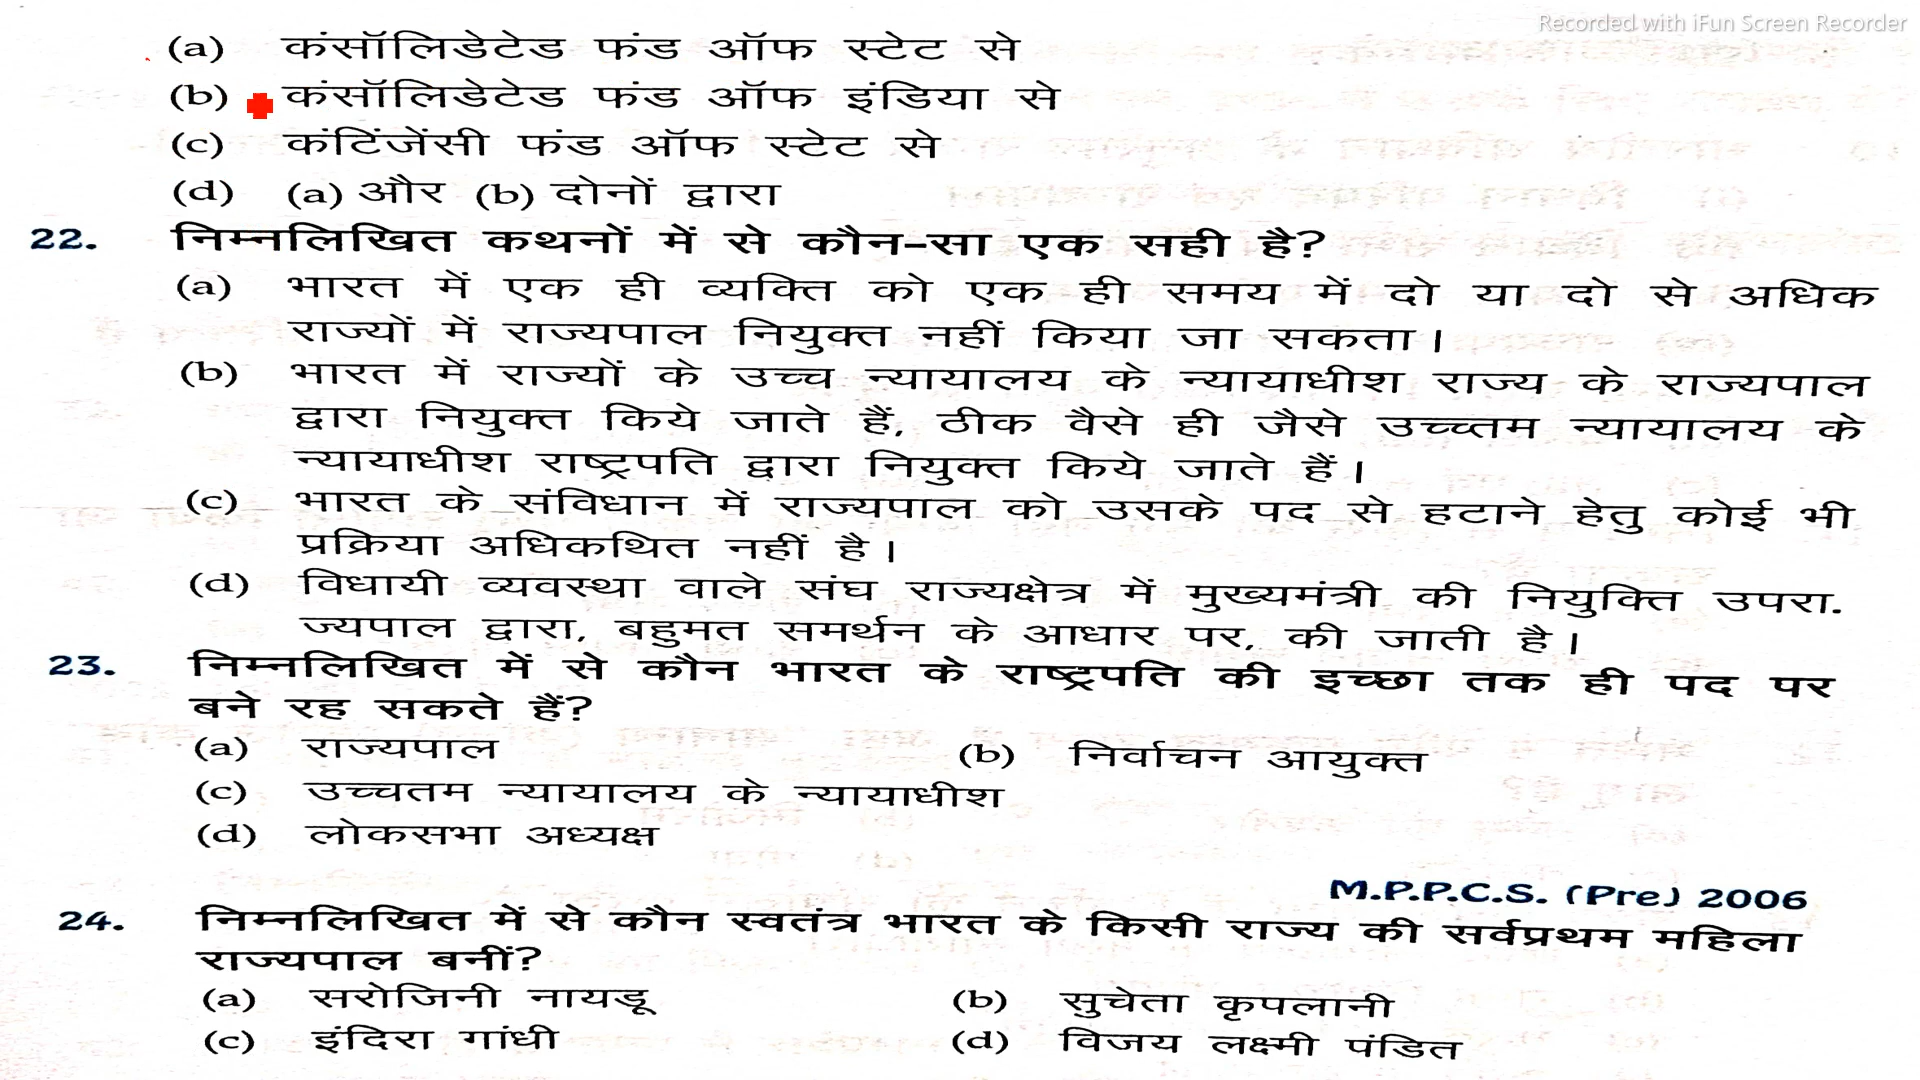 Recorded with iFun Screen Recorder
(a) कंसॉलिडेटेड फंड ऑफ स्टेट से
(b) कंसॉलिडेटेड फंड ऑफ इंडिया से
(c) कंटिंजेंसी फंड ऑफ स्टेट से
(d) (a) और (b) दोनों द्वारा
22. निम्नलिखित कथनों में से कौन-सा एक सही है?
(a) भारत में एक ही व्यक्ति को एक ही समय में दो या दो से अधिक
राज्यों में राज्यपाल नियुक्त नहीं किया जा सकता।
(b) भारत में राज्यों के उच्च न्यायालय के न्यायाधीश राज्य के राज्यपाल
द्वारा नियुक्त किये जाते हैं, ठीक वैसे ही जैसे उच्च्तम न्यायालय के
न्यायाधीश राष्ट्रपति द्वारा नियुक्त किये जाते हैं।
(c) भारत के संविधान में राज्यपाल को उसके पद से हटाने हेतु कोई भी
प्रक्रिया अधिकथित नहीं है।
(d) विधायी व्यवस्था वाले संघ राज्यक्षेत्र में मुख्यमंत्री की नियुक्ति उपरा.
ज्यपाल द्वारा, बहुमत समर्थन के आधार पर, की जाती है।
23. निम्नलिखित में से कौन भारत के राष्ट्रपति की इच्छा तक ही पद पर
बने रह सकते हैं?
(a) राज्यपाल (b) निर्वाचन आयुक्त
(c) उच्चतम न्यायालय के न्यायाधीश
(d) लोकसभा अध्यक्ष
M.P.P.C.S. (Pre) 2006
24. निम्नलिखित में से कौन स्वतंत्र भारत के किसी राज्य की सर्वप्रथम महिला
राज्यपाल बनीं?
(a) सरोजिनी नायडू (b) सुचेता कृपलानी
(c) इंदिरा गांधी (d) विजय लक्ष्मी पंडित